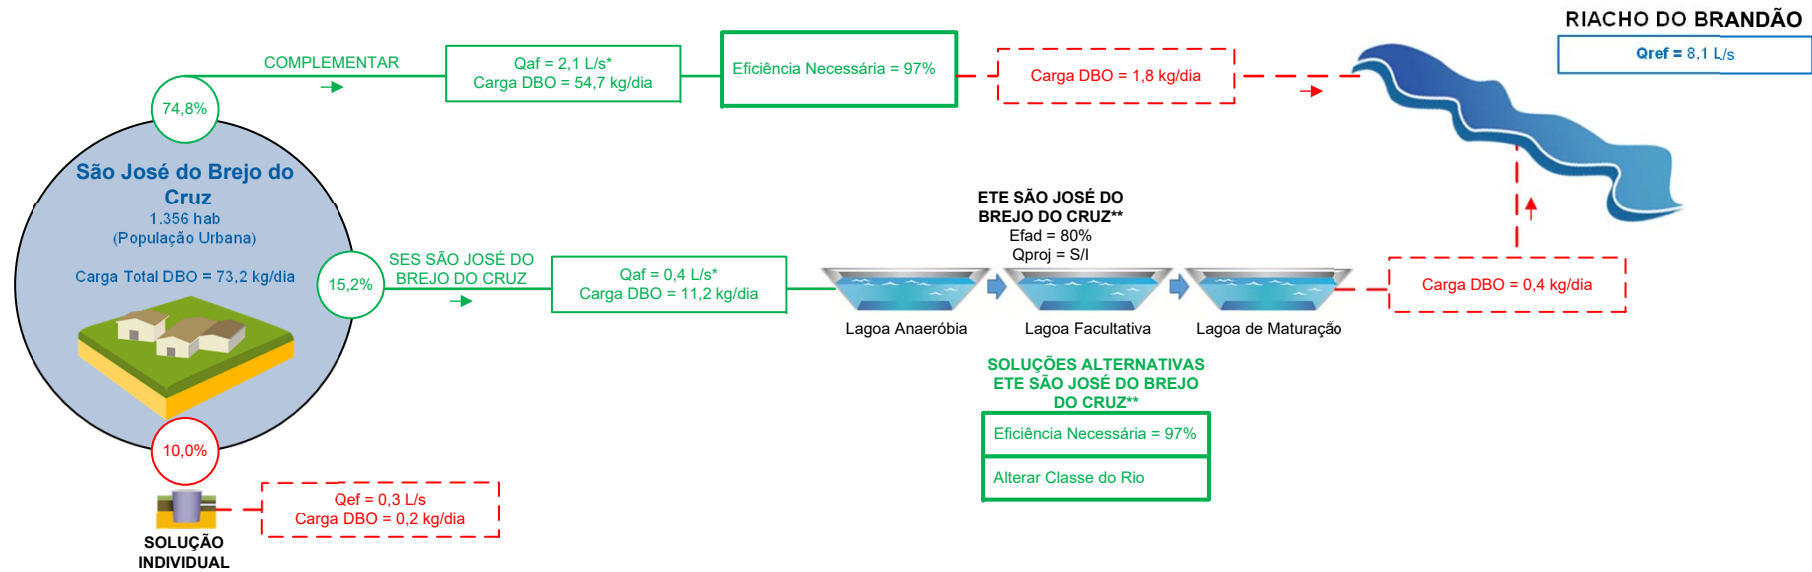 RIACHO DO BRANDÃO
Qref = 8,1 L/s
COMPLEMENTAR
Qaf = 2,1 L/s*
Carga DBO = 54,7 kg/dia
Eficiência Necessária = 97%
Carga DBO = 1,8 kg/dia
74,8%
São José do Brejo do
Cruz
1.356 hab
(População Urbana)
Carga Total DBO = 73,2 kg/dia
15,2%
SES SÃO JOSÉ DO
BREJO DO CRUZ
Qaf = 0,4 L/s*
Carga DBO = 11,2 kg/dia
ETE SÃO JOSÉ DO
BREJO DO CRUZ**
Efad = 80%
Qproj = S/I
Lagoa Anaeróbia
Lagoa Facultativa
Lagoa de Maturação
Carga DBO = 0,4 kg/dia
SOLUÇÕES ALTERNATIVAS
ETE SÃO JOSÉ DO BREJO
DO CRUZ**
Eficiência Necessária = 97%
Alterar Classe do Rio
10,0%
Qef = 0,3 L/s
Carga DBO = 0,2 kg/dia
SOLUÇÃO
INDIVIDUAL